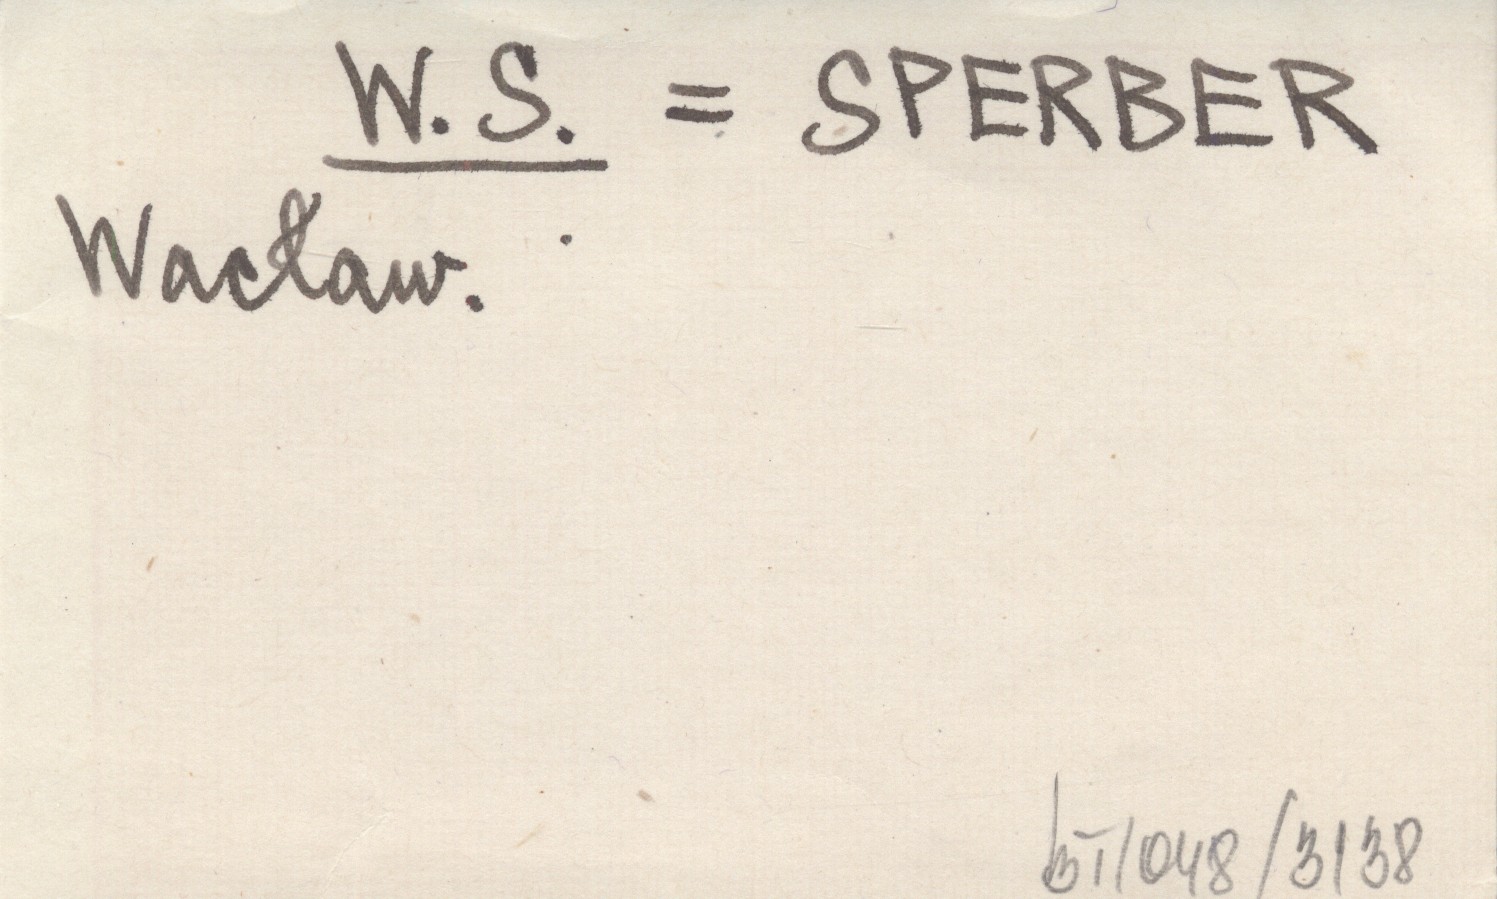 W.S. = SPERBER
Wacław.
bT/048/3138